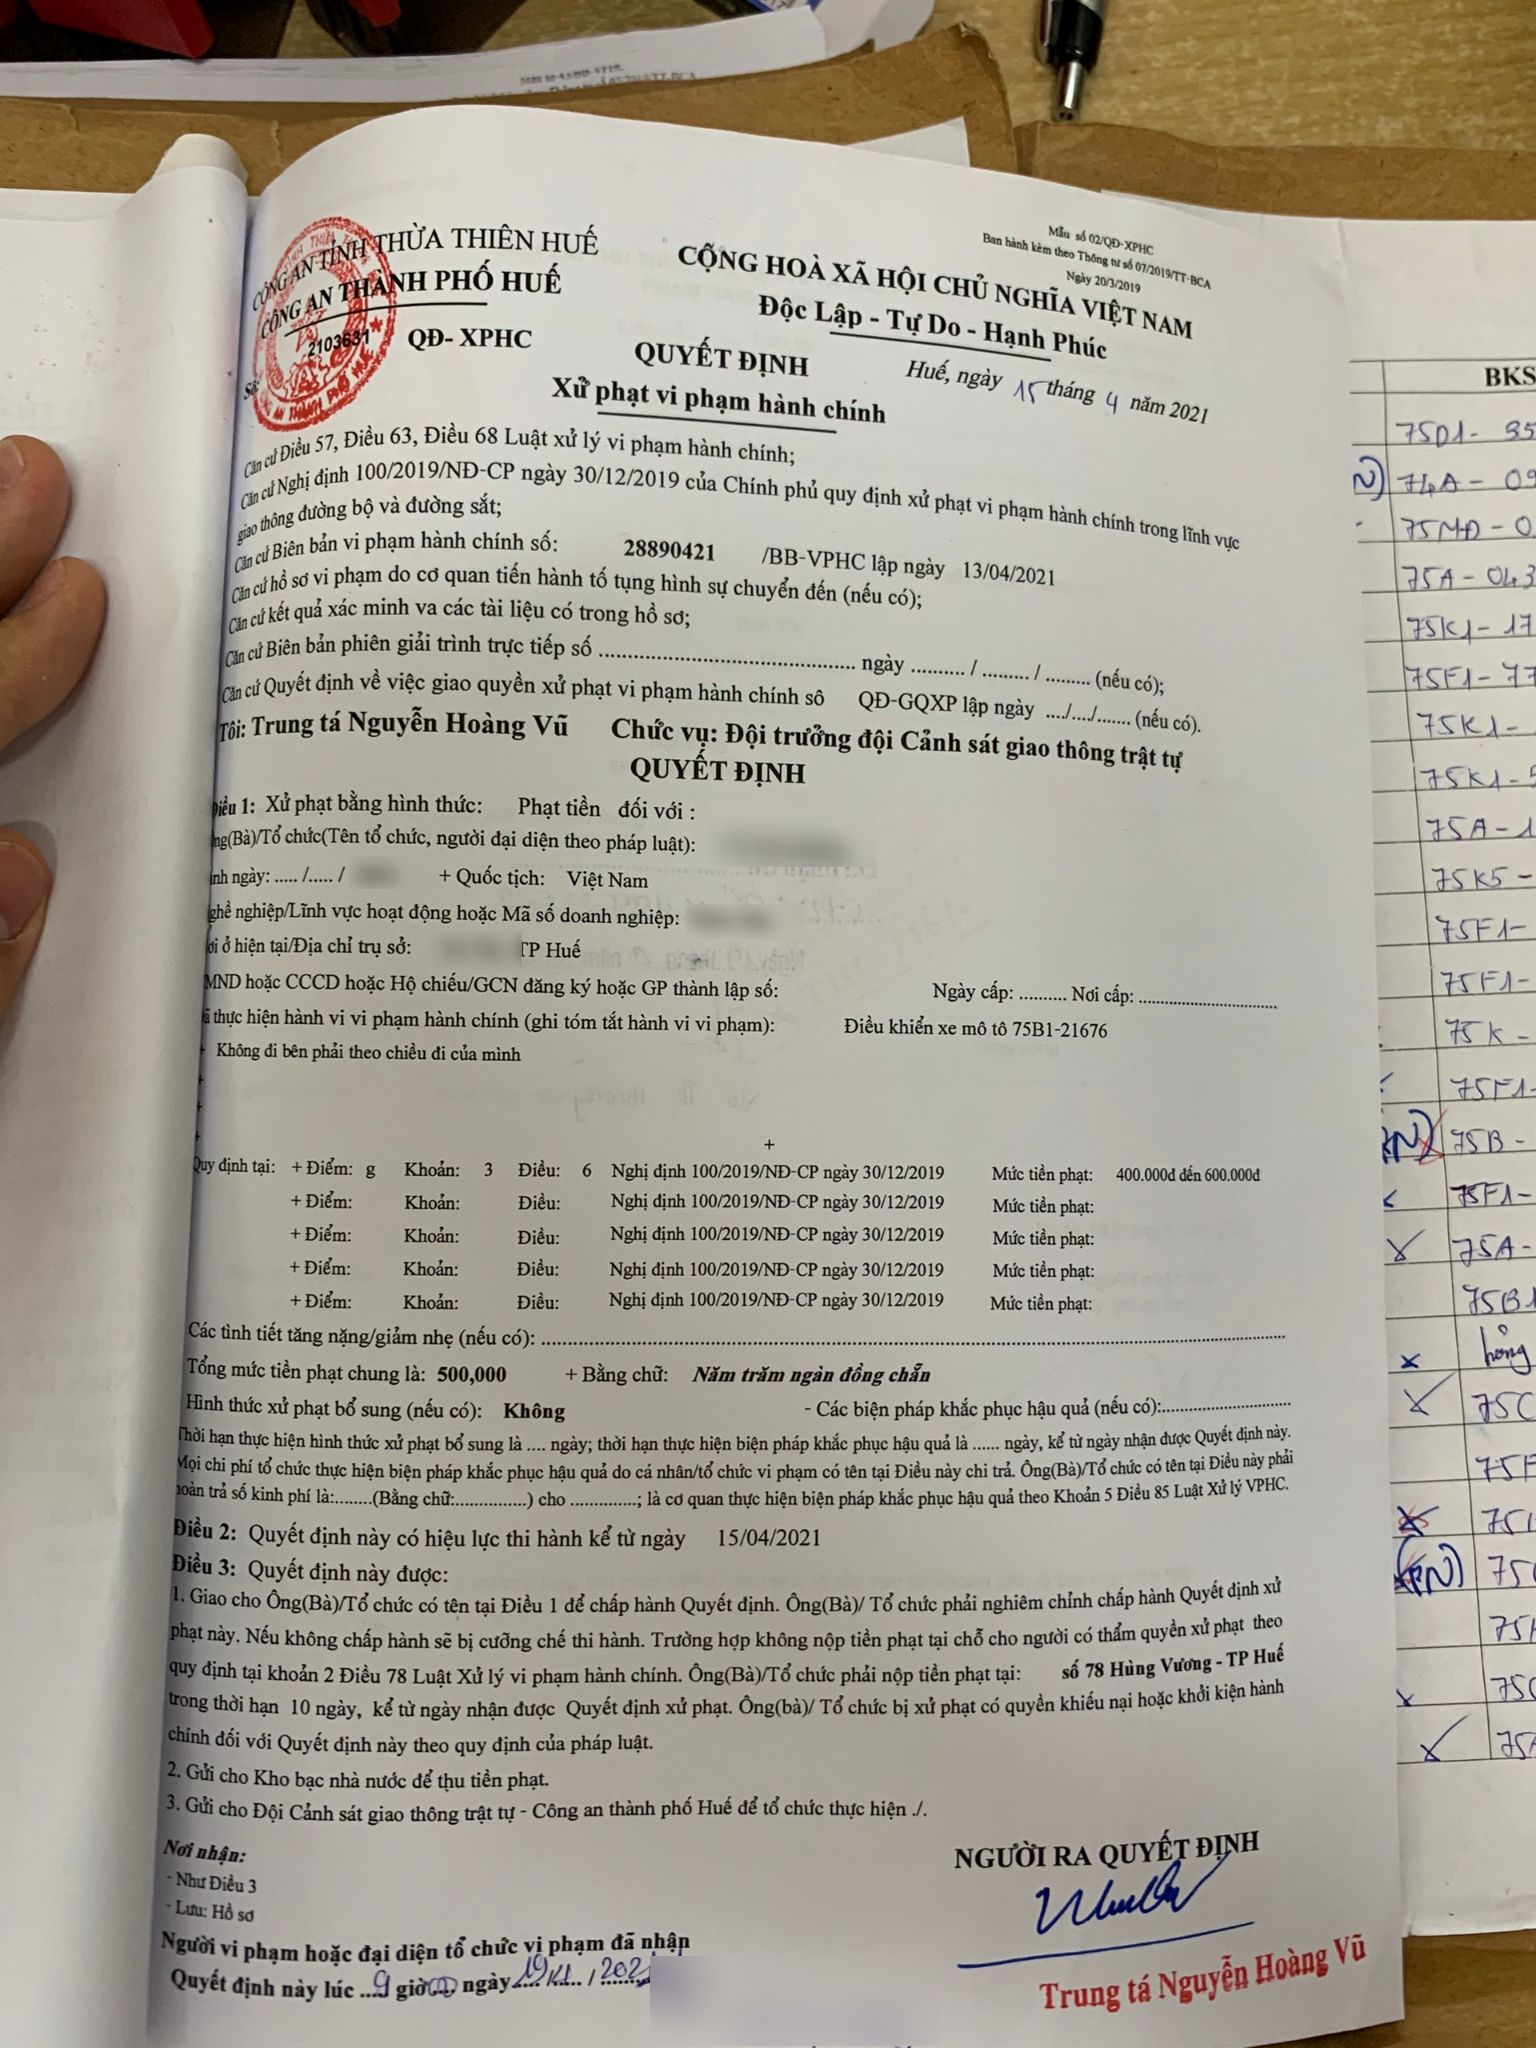 Mẫu số 02/QĐ-XPHC
Ban hành kèm theo Thông tư số 07/2019/TT-BCA
Ngày 20/3/2019
CÔNG AN TỈNH THỪA THIÊN HUẾ
CÔNG AN THÀNH PHỐ HUẾ
CỘNG HOÀ XÃ HỘI CHỦ NGHĨA VIỆT NAM
Độc Lập - Tự Do - Hạnh Phúc
Số: 2103631 QĐ- XPHC
Huế, ngày 15 tháng 4 năm 2021
QUYẾT ĐỊNH
Xử phạt vi phạm hành chính
Căn cứ Điều 57, Điều 63, Điều 68 Luật xử lý vi phạm hành chính;
Căn cứ Nghị định 100/2019/NĐ-CP ngày 30/12/2019 của Chính phủ quy định xử phạt vi phạm hành chính trong lĩnh vực
giao thông đường bộ và đường sắt;
Căn cứ Biên bản vi phạm hành chính số: 28890421 /BB-VPHC lập ngày 13/04/2021
Căn cứ hồ sơ vi phạm do cơ quan tiến hành tố tụng hình sự chuyển đến (nếu có);
Căn cứ kết quả xác minh va các tài liệu có trong hồ sơ;
Căn cứ Biên bản phiên giải trình trực tiếp số .......... ngày .......... / ......... / ......... (nếu có);
Căn cứ Quyết định về việc giao quyền xử phạt vi phạm hành chính sô QĐ-GQXP lập ngày ..../..../....... (nếu có).
Tôi: Trung tá Nguyễn Hoàng Vũ Chức vụ: Đội trưởng đội Cảnh sát giao thông trật tự
QUYẾT ĐỊNH
Điều 1: Xử phạt bằng hình thức: Phạt tiền đối với :
ng(Bà)/Tổ chức(Tên tổ chức, người đại diện theo pháp luật):
nh ngày: ..... /..... / + Quốc tịch: Việt Nam
ghề nghiệp/Lĩnh vực hoạt động hoặc Mã số doanh nghiệp:
ơi ở hiện tại/Địa chỉ trụ sở: TP Huế
MND hoặc CCCD hoặc Hộ chiếu/GCN đăng ký hoặc GP thành lập số: Ngày cấp: .......... Nơi cấp: ..........
ã thực hiện hành vi vi phạm hành chính (ghi tóm tắt hành vi vi phạm): Điều khiển xe mô tô 75B1-21676
+ Không đi bên phải theo chiều đi của mình
+
+
+
+
Quy định tại: + Điểm: g Khoản: 3 Điều: 6 Nghị định 100/2019/NĐ-CP ngày 30/12/2019 Mức tiền phạt: 400.000đ đến 600.000đ
+ Điểm: Khoản: Điều: Nghị định 100/2019/NĐ-CP ngày 30/12/2019 Mức tiền phạt:
+ Điểm: Khoản: Điều: Nghị định 100/2019/NĐ-CP ngày 30/12/2019 Mức tiền phạt:
+ Điểm: Khoản: Điều: Nghị định 100/2019/NĐ-CP ngày 30/12/2019 Mức tiền phạt:
+ Điểm: Khoản: Điều: Nghị định 100/2019/NĐ-CP ngày 30/12/2019 Mức tiền phạt:
Các tình tiết tăng nặng/giảm nhẹ (nếu có): ..........
Tổng mức tiền phạt chung là: 500,000 + Bằng chữ: Năm trăm ngàn đồng chẵn
Hình thức xử phạt bổ sung (nếu có): Không - Các biện pháp khắc phục hậu quả (nếu có):..........
Thời hạn thực hiện hình thức xử phạt bổ sung là .... ngày; thời hạn thực hiện biện pháp khắc phục hậu quả là ...... ngày, kể từ ngày nhận được Quyết định này.
Mọi chi phí tổ chức thực hiện biện pháp khắc phục hậu quả do cá nhân/tổ chức vi phạm có tên tại Điều này chi trả. Ông(Bà)/Tổ chức có tên tại Điều này phải
hoàn trả số kinh phí là:........(Bằng chữ:...............) cho ..............; là cơ quan thực hiện biện pháp khắc phục hậu quả theo Khoản 5 Điều 85 Luật Xử lý VPHC.
Điều 2: Quyết định này có hiệu lực thi hành kể từ ngày 15/04/2021
Điều 3: Quyết định này được:
1. Giao cho Ông(Bà)/Tổ chức có tên tại Điều 1 để chấp hành Quyết định. Ông(Bà)/ Tổ chức phải nghiêm chỉnh chấp hành Quyết định xử
phạt này. Nếu không chấp hành sẽ bị cưỡng chế thi hành. Trường hợp không nộp tiền phạt tại chỗ cho người có thẩm quyền xử phạt theo
quy định tại khoản 2 Điều 78 Luật Xử lý vi phạm hành chính. Ông(Bà)/Tổ chức phải nộp tiền phạt tại: số 78 Hùng Vương - TP Huế
trong thời hạn 10 ngày, kể từ ngày nhận được Quyết định xử phạt. Ông(bà)/ Tổ chức bị xử phạt có quyền khiếu nại hoặc khởi kiện hành
chính đối với Quyết định này theo quy định của pháp luật.
2. Gửi cho Kho bạc nhà nước để thu tiền phạt.
3. Gửi cho Đội Cảnh sát giao thông trật tự - Công an thành phố Huế để tổ chức thực hiện ./.
Nơi nhận:
- Như Điều 3
- Lưu: Hồ sơ
NGƯỜI RA QUYẾT ĐỊNH
Trung tá Nguyễn Hoàng Vũ
Người vi phạm hoặc đại diện tổ chức vi phạm đã nhận
Quyết định này lúc 9 giờ 00 ngày 19 / / 2021
BKS
75D1- 35
74A - 09
75MĐ - 0
75A - 043
75K1 - 17
75F1 - 77
75K1 -
75K1 - 5
75A - 1
75K5 -
75F1 -
75F1 -
75K -
75F1 -
75B -
75F1 -
75A -
75B1
hỏng
75C
75F